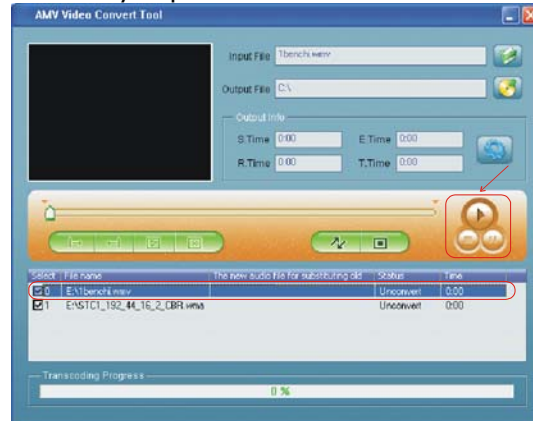 AMV Video Convert Tool
Input File 1benchi.wmv
Output File C:\
Output Info
S.Time 0:00 E.Time 0:00
R.Time 0:00 T.Time 0:00
Select File name The new audio file for substituting old Status Time
0 E:\1benchi.wmv Unconvert 0:00
1 E:\STC1_192_44_16_2_CBR.wma Unconvert 0:00
Transcoding Progress
0 %